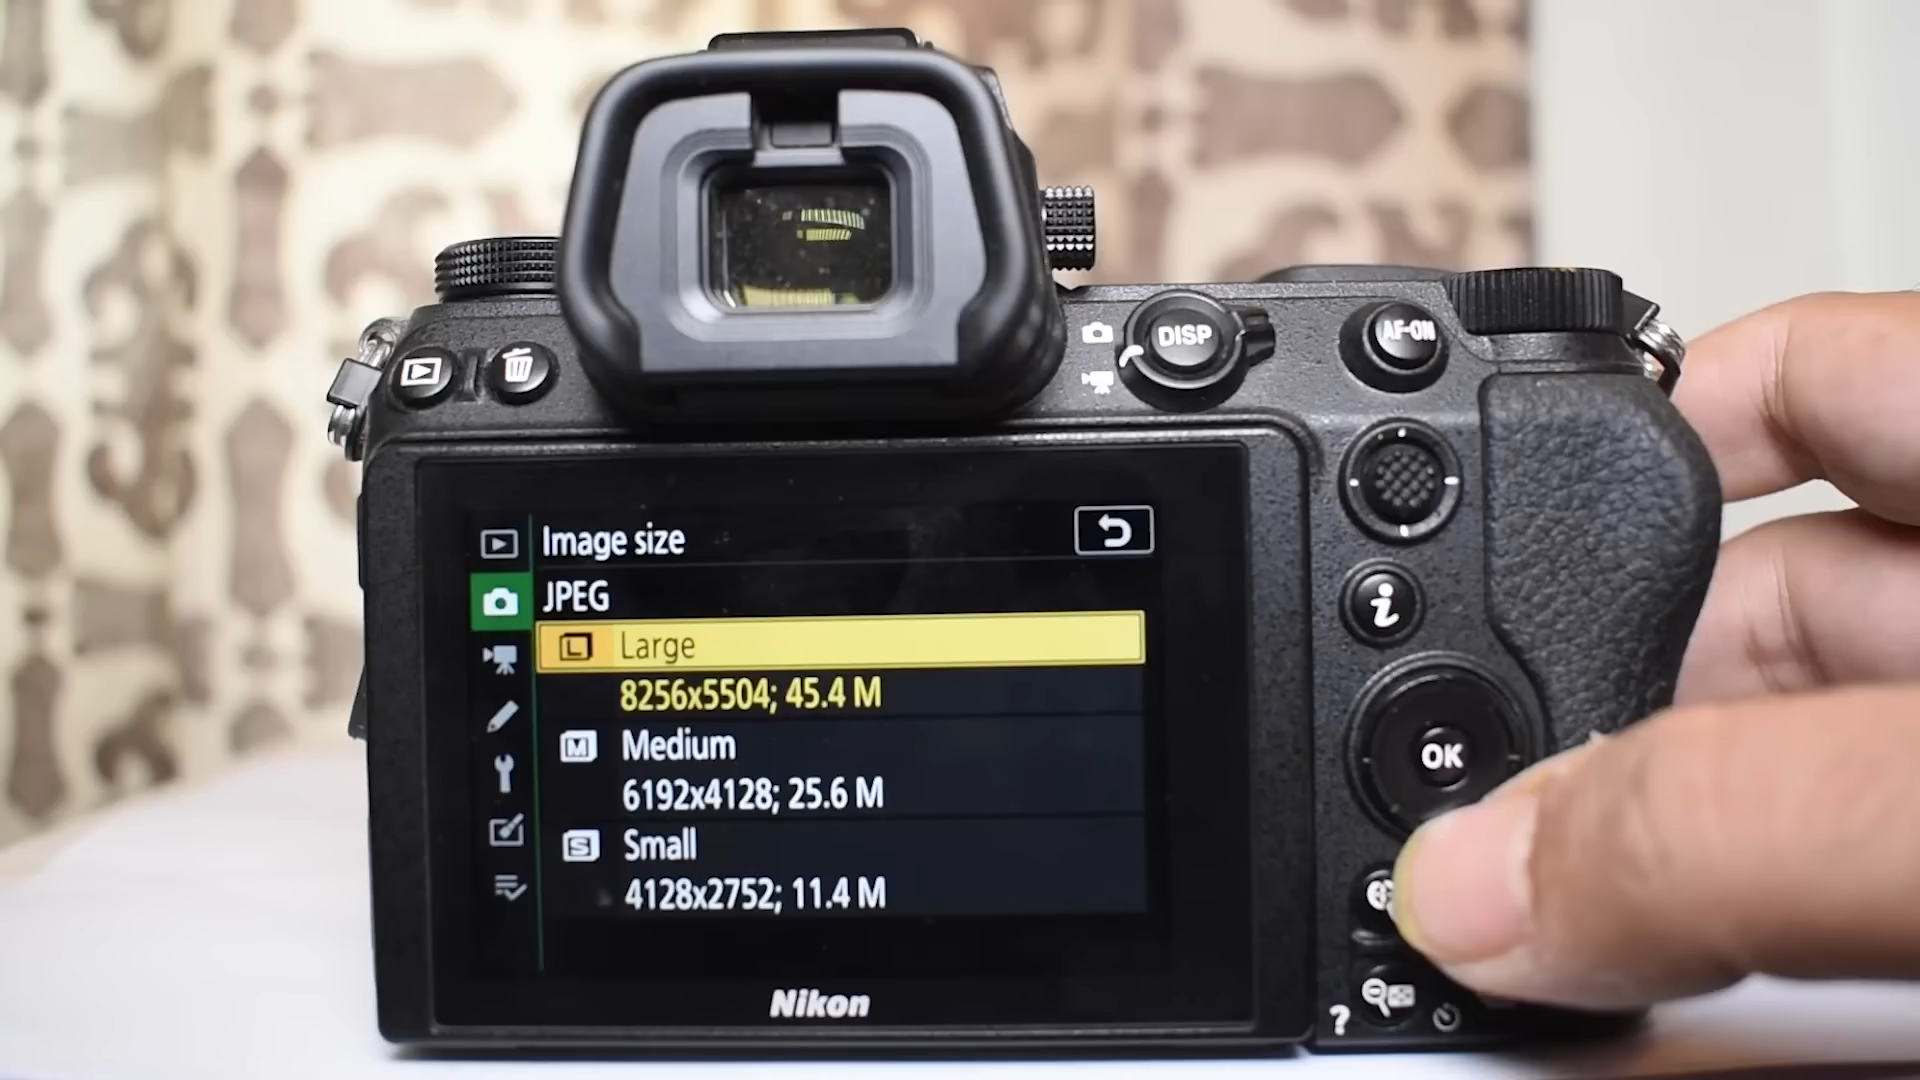 DISP
AF-ON
Image size
JPEG
L Large
8256x5504; 45.4 M
M Medium
6192x4128; 25.6 M
S Small
4128x2752; 11.4 M
i
OK
?
Nikon